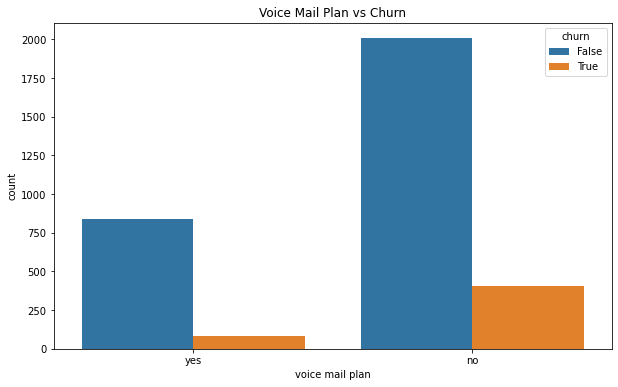 Voice Mail Plan vs Churn
churn
False
True
count
2000
1750
1500
1250
1000
750
500
250
0
yes no
voice mail plan